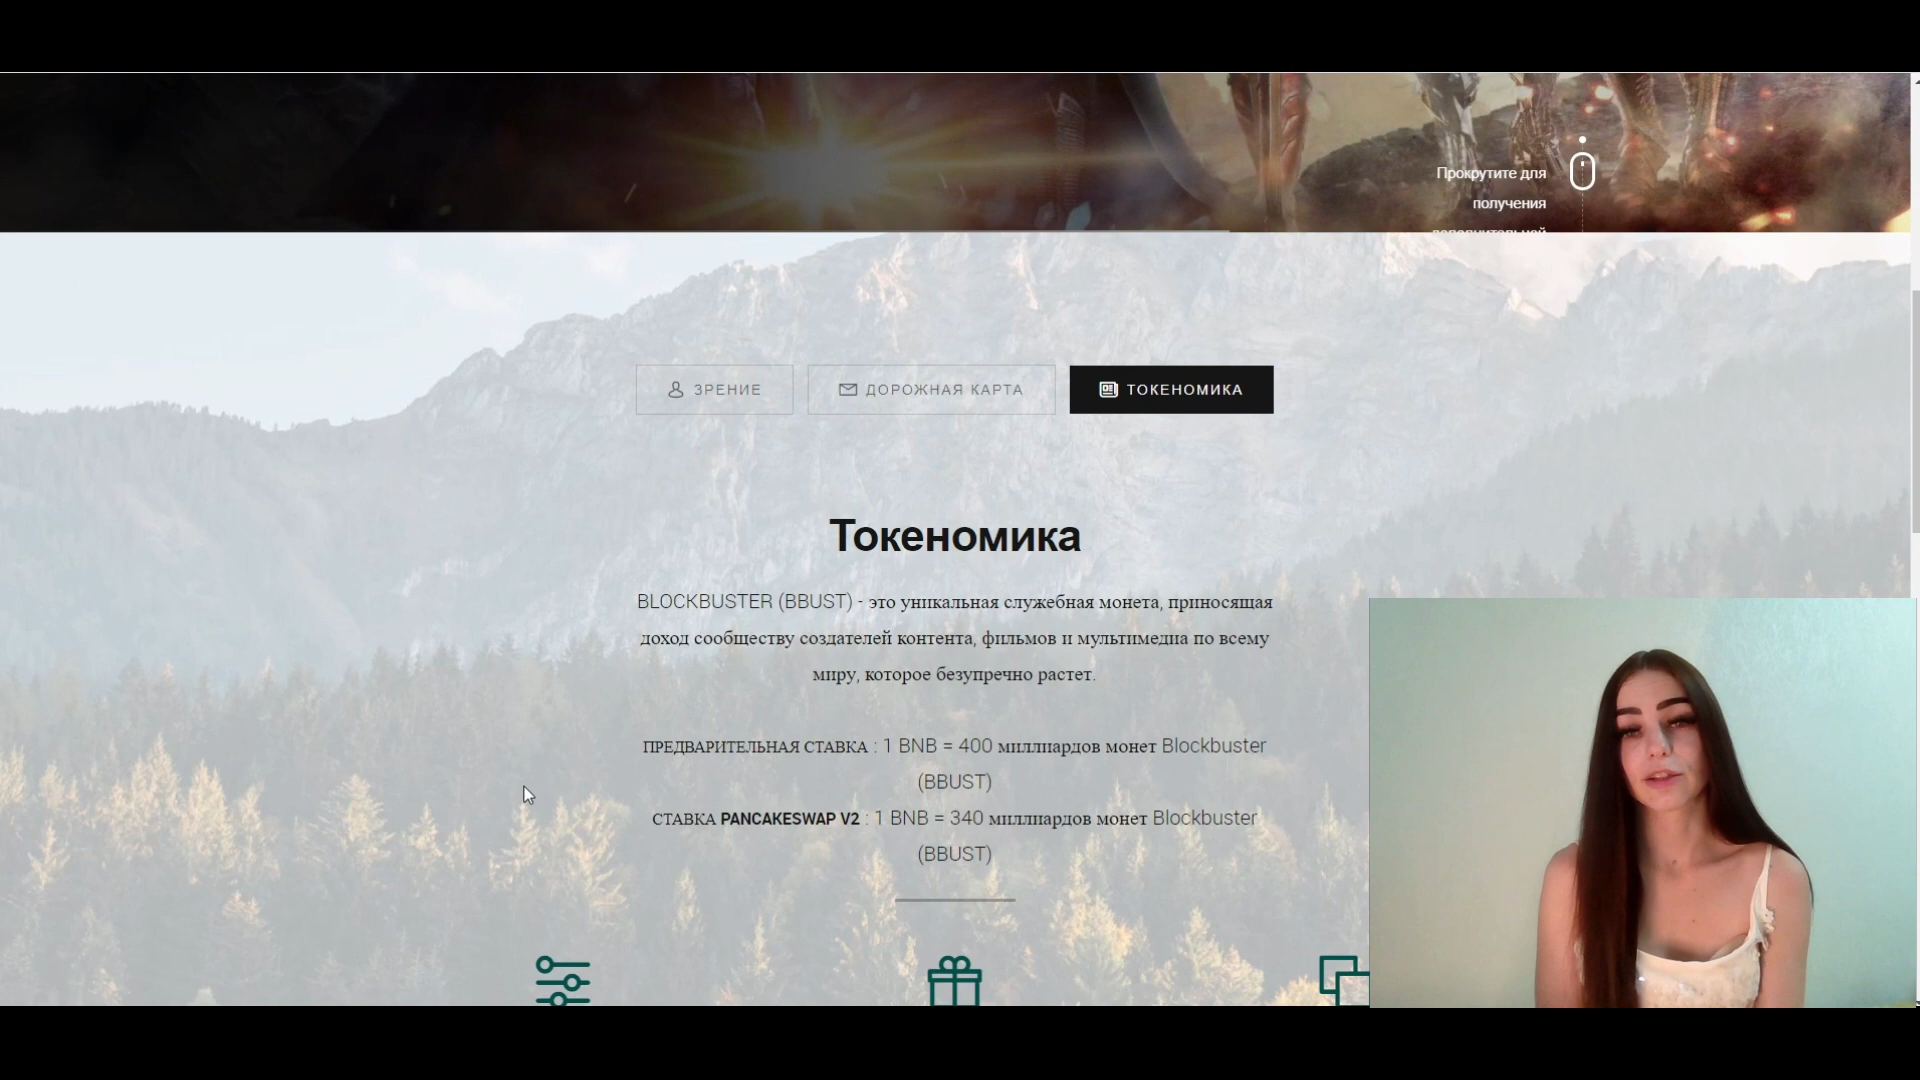 Прокрутите для
получения
дополнительной
ЗРЕНИЕ
ДОРОЖНАЯ КАРТА
ТОКЕНОМИКА
Токеномика
BLOCKBUSTER (BBUST) - это уникальная служебная монета, приносящая
доход сообществу создателей контента, фильмов и мультимедиа по всему
миру, которое безупречно растет.
ПРЕДВАРИТЕЛЬНАЯ СТАВКА : 1 BNB = 400 миллиардов монет Blockbuster
(BBUST)
СТАВКА PANCAKESWAP V2 : 1 BNB = 340 миллиардов монет Blockbuster
(BBUST)